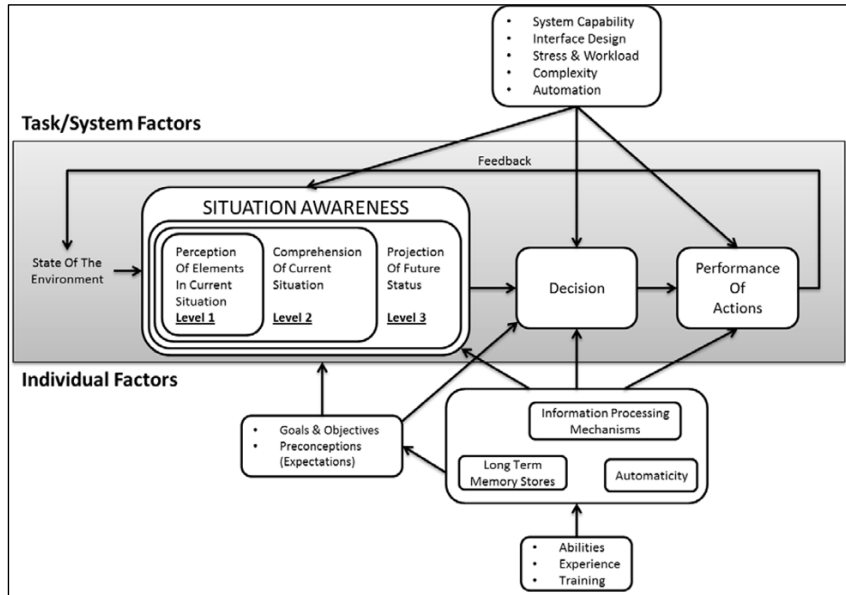 • System Capability
• Interface Design
• Stress & Workload
• Complexity
• Automation
Task/System Factors
Feedback
SITUATION AWARENESS
State Of The
Environment
Perception
Of Elements
In Current
Situation
Level 1
Comprehension
Of Current
Situation
Level 2
Projection
Of Future
Status
Level 3
Decision
Performance
Of
Actions
Individual Factors
• Goals & Objectives
• Preconceptions
(Expectations)
Information Processing
Mechanisms
Long Term
Memory Stores
Automaticity
• Abilities
• Experience
• Training